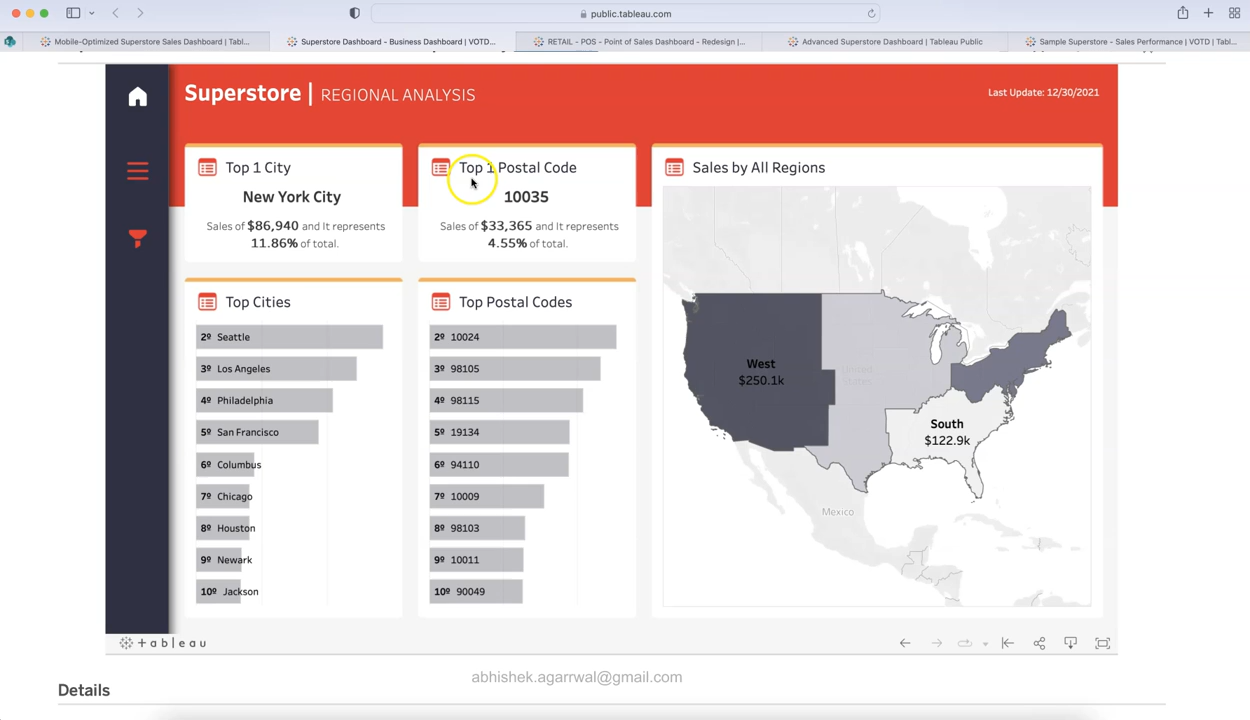 public.tableau.com
Mobile-Optimized Superstore Sales Dashboard | Tabl...
Superstore Dashboard - Business Dashboard | VOTD...
RETAIL - POS - Point of Sales Dashboard - Redesign |...
Advanced Superstore Dashboard | Tableau Public
Sample Superstore - Sales Performance | VOTD | Tabl...
Superstore | REGIONAL ANALYSIS
Last Update: 12/30/2021
Top 1 City
New York City
Sales of $86,940 and It represents
11.86% of total.
Top 1 Postal Code
10035
Sales of $33,365 and It represents
4.55% of total.
Sales by All Regions
West
$250.1k
United
States
South
$122.9k
Mexico
Top Cities
2º Seattle
3º Los Angeles
4º Philadelphia
5º San Francisco
6º Columbus
7º Chicago
8º Houston
9º Newark
10º Jackson
Top Postal Codes
2º 10024
3º 98105
4º 98115
5º 19134
6º 94110
7º 10009
8º 98103
9º 10011
10º 90049
+ a b | e a u
abhishek.agarrwal@gmail.com
Details